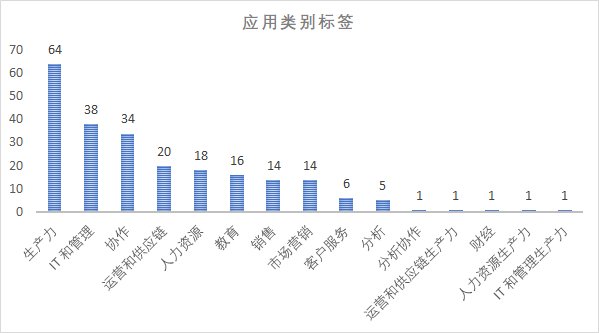 应用类别标签
70
60
50
40
30
20
10
0
64
38
34
20
18
16
14
14
6
5
1
1
1
1
1
生产力
IT 和管理
协作
运营和供应链
人力资源
教育
销售
市场营销
客户服务
分析
分析协作
运营和供应链生产力
财经
人力资源生产力
IT 和管理生产力